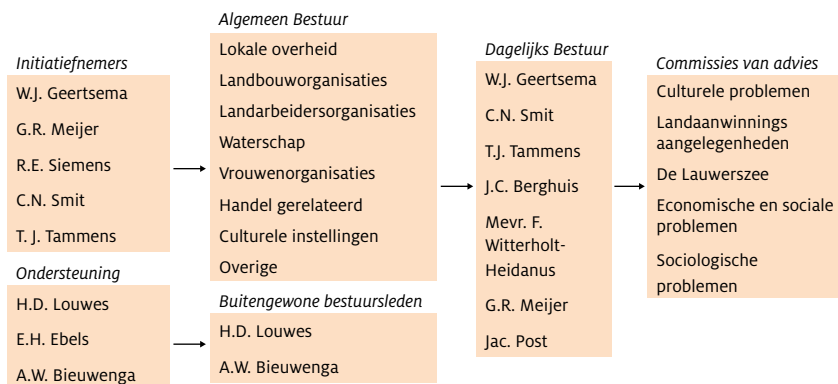 Initiatiefnemers
W.J. Geertsema
G.R. Meijer
R.E. Siemens
C.N. Smit
T. J. Tammens
Ondersteuning
H.D. Louwes
E.H. Ebels
A.W. Bieuwenga
Algemeen Bestuur
Lokale overheid
Landbouworganisaties
Landarbeidersorganisaties
Waterschap
Vrouwenorganisaties
Handel gerelateerd
Culturele instellingen
Overige
Buitengewone bestuursleden
H.D. Louwes
A.W. Bieuwenga
Dagelijks Bestuur
W.J. Geertsema
C.N. Smit
T.J. Tammens
J.C. Berghuis
Mevr. F.
Witterholt-
Heidanus
G.R. Meijer
Jac. Post
Commissies van advies
Culturele problemen
Landaanwinnings
aangelegenheden
De Lauwerszee
Economische en sociale
problemen
Sociologische
problemen